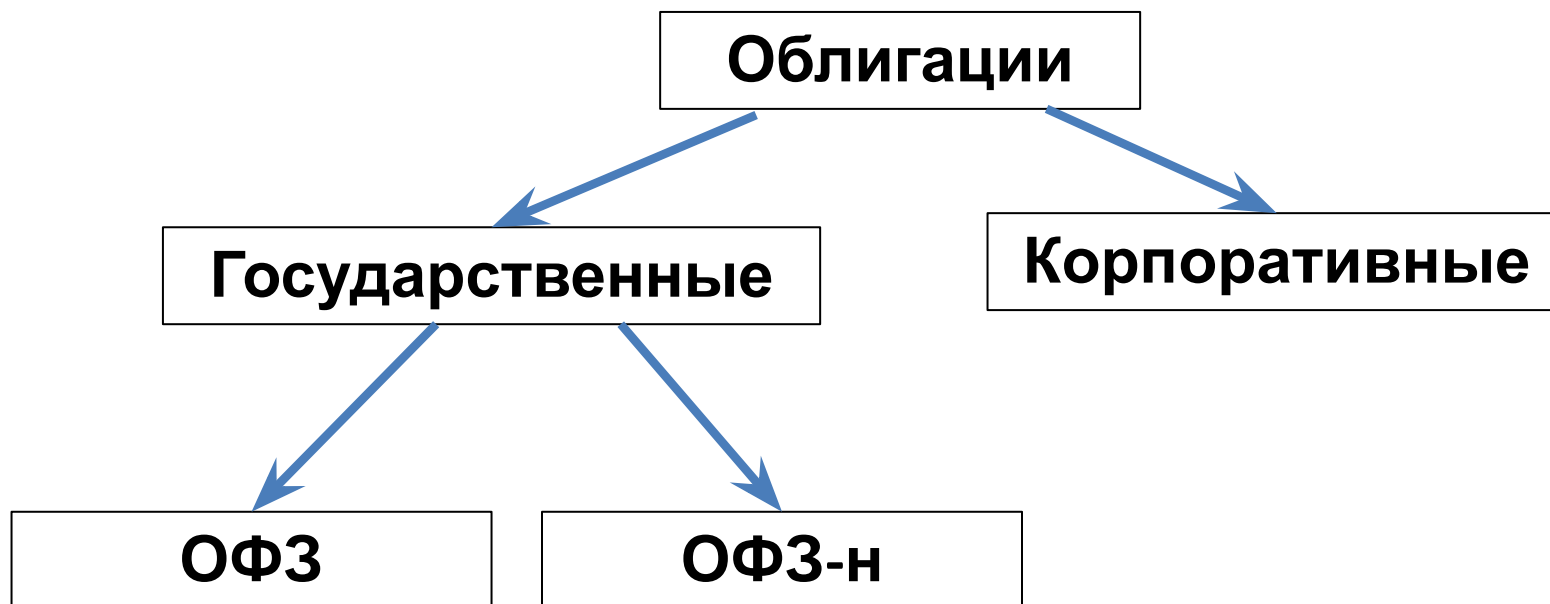 Облигации
Государственные
Корпоративные
ОФЗ
ОФЗ-н